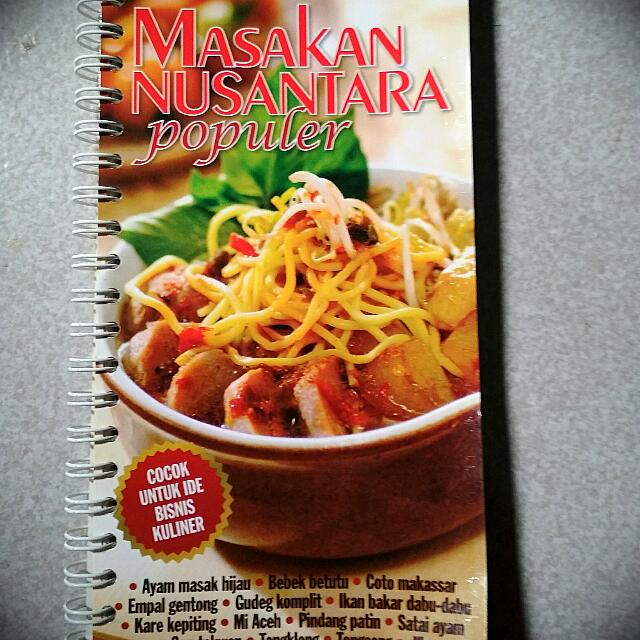 MASAKAN
NUSANTARA
populer
COCOK
UNTUK IDE
BISNIS
KULINER
• Ayam masak hijau • Bebek betutu • Coto makassar
• Empal gentong • Gudeg komplit • Ikan bakar dabu-dabu
• Kare kepiting • Mi Aceh • Pindang patin • Satai ayam
• Tengkleng •